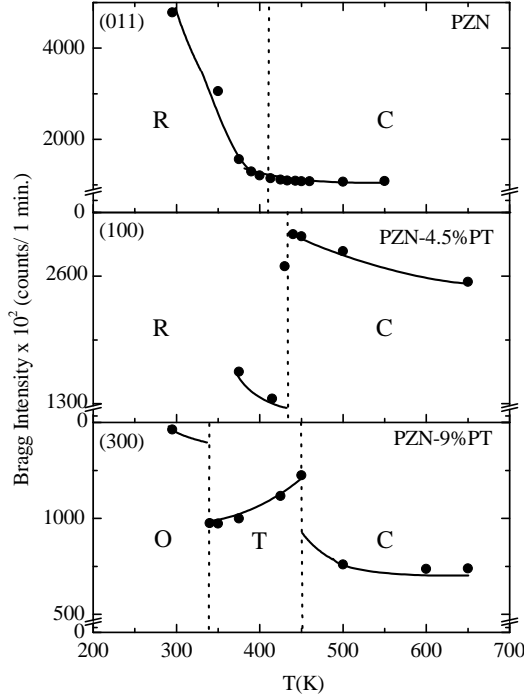 (011) PZN
4000
R C
2000
0
(100) PZN-4.5%PT
2600
R C
1300
0
(300) PZN-9%PT
1000
O T C
500
0
200 300 400 500 600 700
T(K)
Bragg Intensity x 10² (counts/ 1 min.)